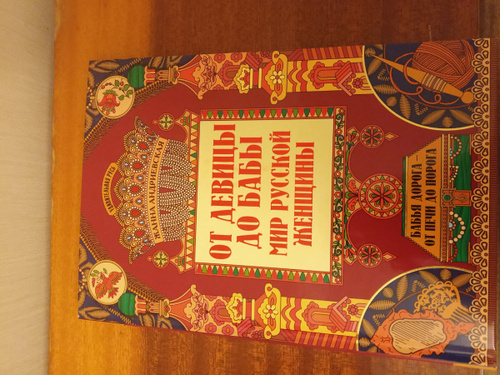 ЖАННА АНДРИЕВСКАЯ
ОТ ДЕВИЦЫ
ДО БАБЫ
МИР РУССКОЙ
ЖЕНЩИНЫ
БАБЬЯ ДОРОГА —
ОТ ПЕЧИ ДО ПОРОГА